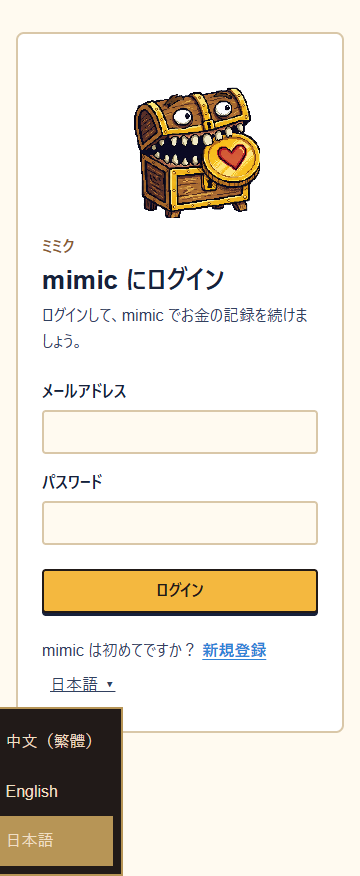 ミミク
mimic にログイン
ログインして、mimic でお金の記録を続けま
しょう。
メールアドレス
パスワード
ログイン
mimic は初めてですか？ 新規登録
日本語 ▼
中文（繁體）
English
日本語